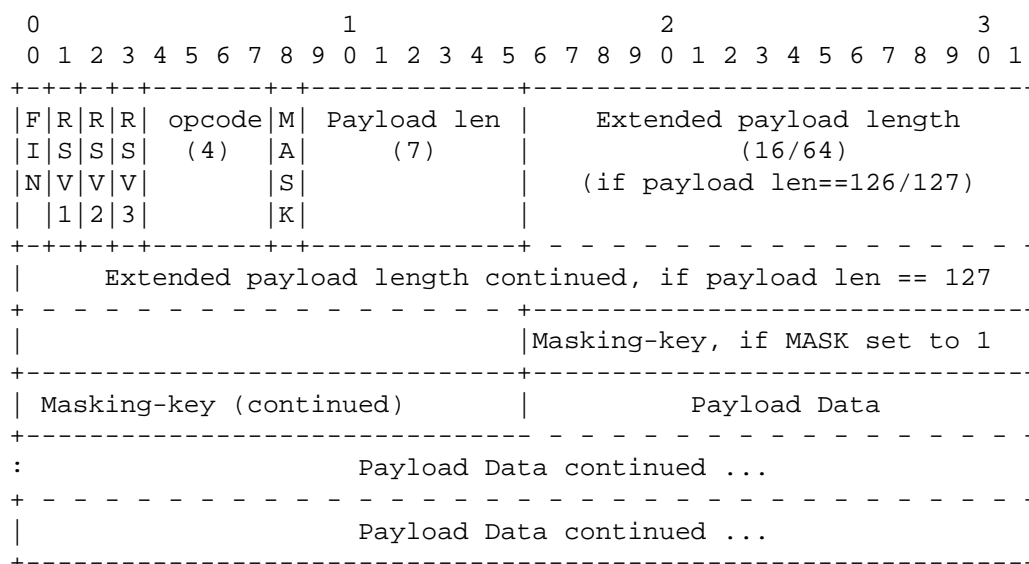 0                   1                   2                   3
 0 1 2 3 4 5 6 7 8 9 0 1 2 3 4 5 6 7 8 9 0 1 2 3 4 5 6 7 8 9 0 1
+-+-+-+-+-------+-+-------------+-------------------------------
|F|R|R|R| opcode|M| Payload len |    Extended payload length
|I|S|S|S|  (4)  |A|     (7)     |             (16/64)
|N|V|V|V|       |S|             |   (if payload len==126/127)
| |1|2|3|       |K|             |
+-+-+-+-+-------+-+-------------+ - - - - - - - - - - - - - - - -
|     Extended payload length continued, if payload len == 127
+ - - - - - - - - - - - - - - - +-------------------------------
|                               |Masking-key, if MASK set to 1
+-------------------------------+-------------------------------
| Masking-key (continued)       |          Payload Data
+-------------------------------- - - - - - - - - - - - - - - - -
:                     Payload Data continued ...
+ - - - - - - - - - - - - - - - - - - - - - - - - - - - - - - - -
|                     Payload Data continued ...
+---------------------------------------------------------------